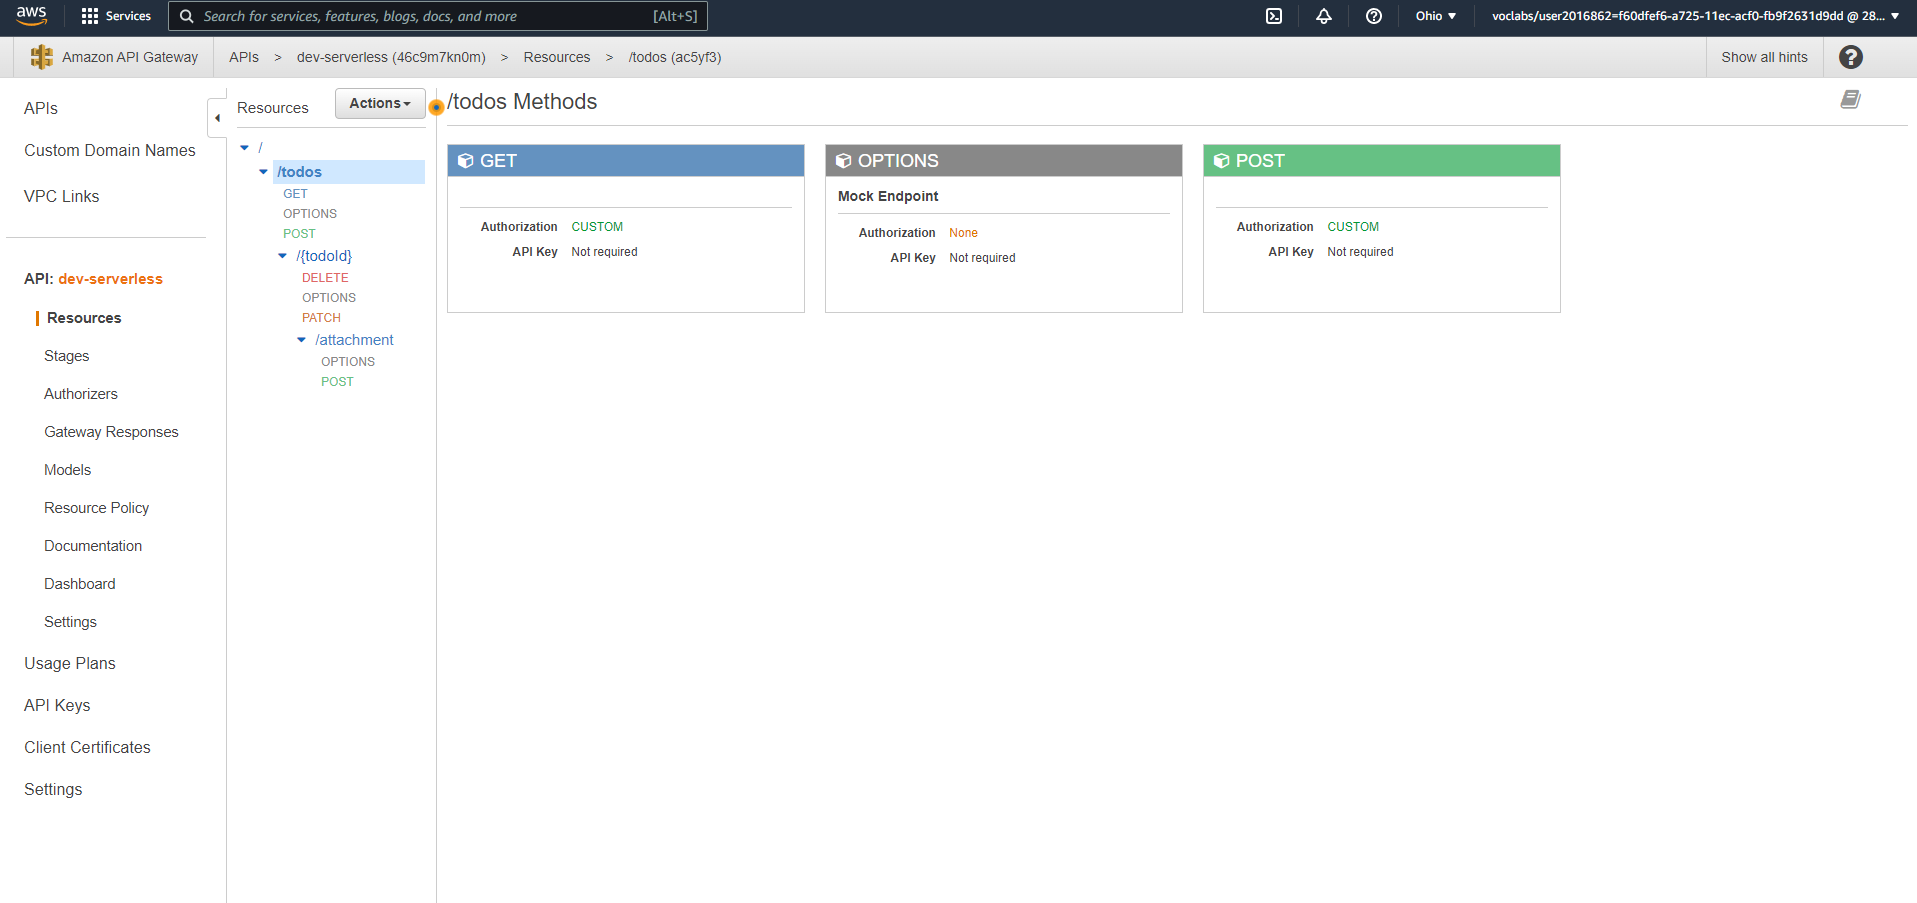 aws
Services
Search for services, features, blogs, docs, and more
[Alt+S]
Ohio
voclabs/user2016862=f60dfef6-a725-11ec-acf0-fb9f2631d9dd @ 28...
Amazon API Gateway
APIs > dev-serverless (46c9m7kn0m) > Resources > /todos (ac5yf3)
Show all hints
?
APIs
Custom Domain Names
VPC Links
API: dev-serverless
Resources
Stages
Authorizers
Gateway Responses
Models
Resource Policy
Documentation
Dashboard
Settings
Usage Plans
API Keys
Client Certificates
Settings
Resources
Actions
/
/todos
GET
OPTIONS
POST
/{todoId}
DELETE
OPTIONS
PATCH
/attachment
OPTIONS
POST
/todos Methods
GET
Authorization CUSTOM
API Key Not required
OPTIONS
Mock Endpoint
Authorization None
API Key Not required
POST
Authorization CUSTOM
API Key Not required